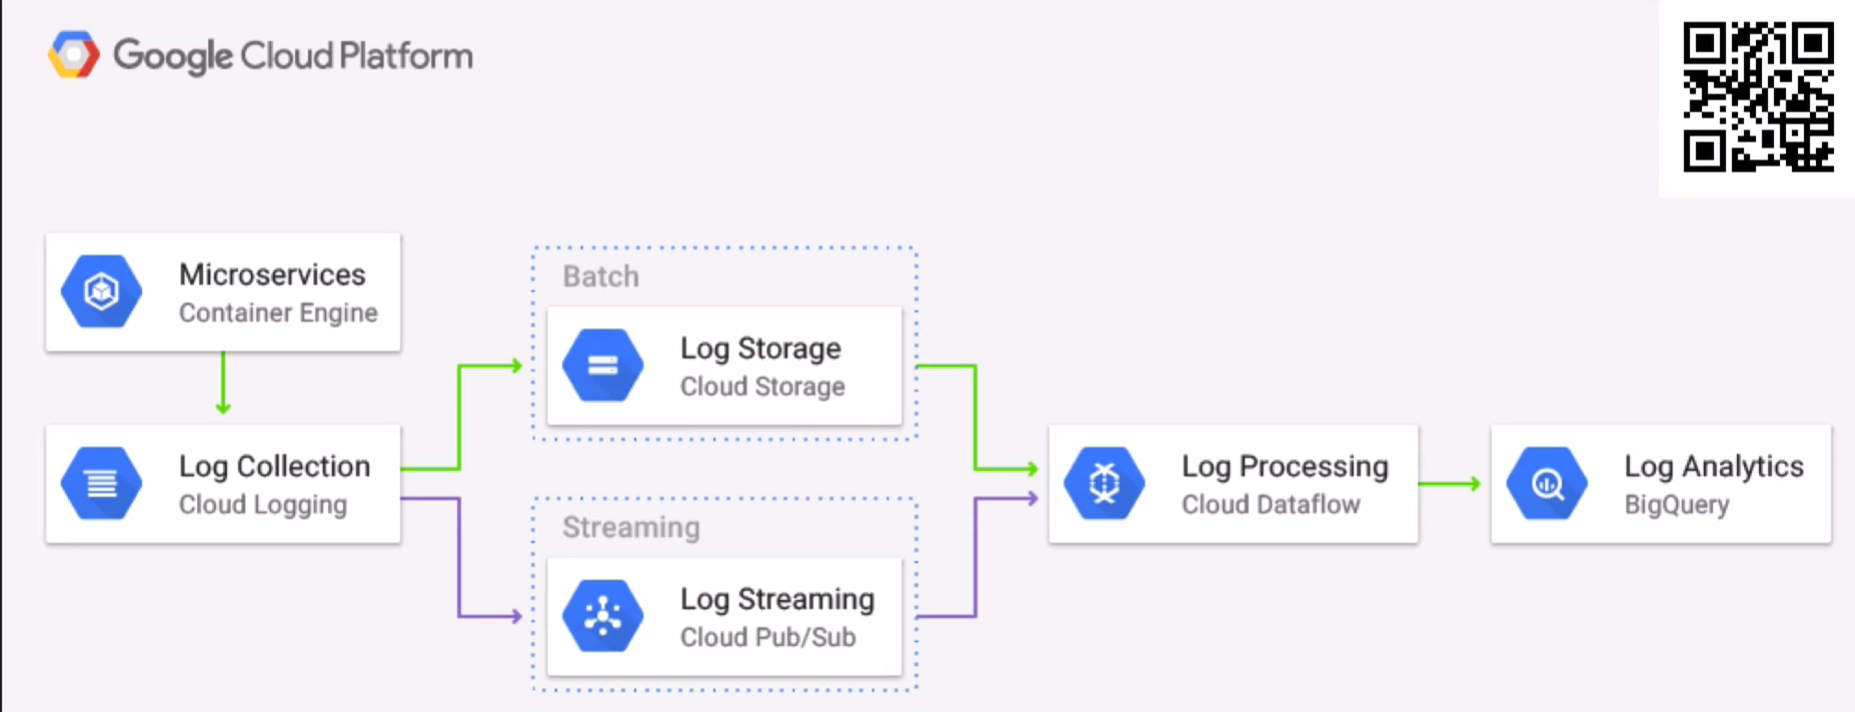 Google Cloud Platform
Microservices
Container Engine
Log Collection
Cloud Logging
Batch
Log Storage
Cloud Storage
Streaming
Log Streaming
Cloud Pub/Sub
Log Processing
Cloud Dataflow
Log Analytics
BigQuery